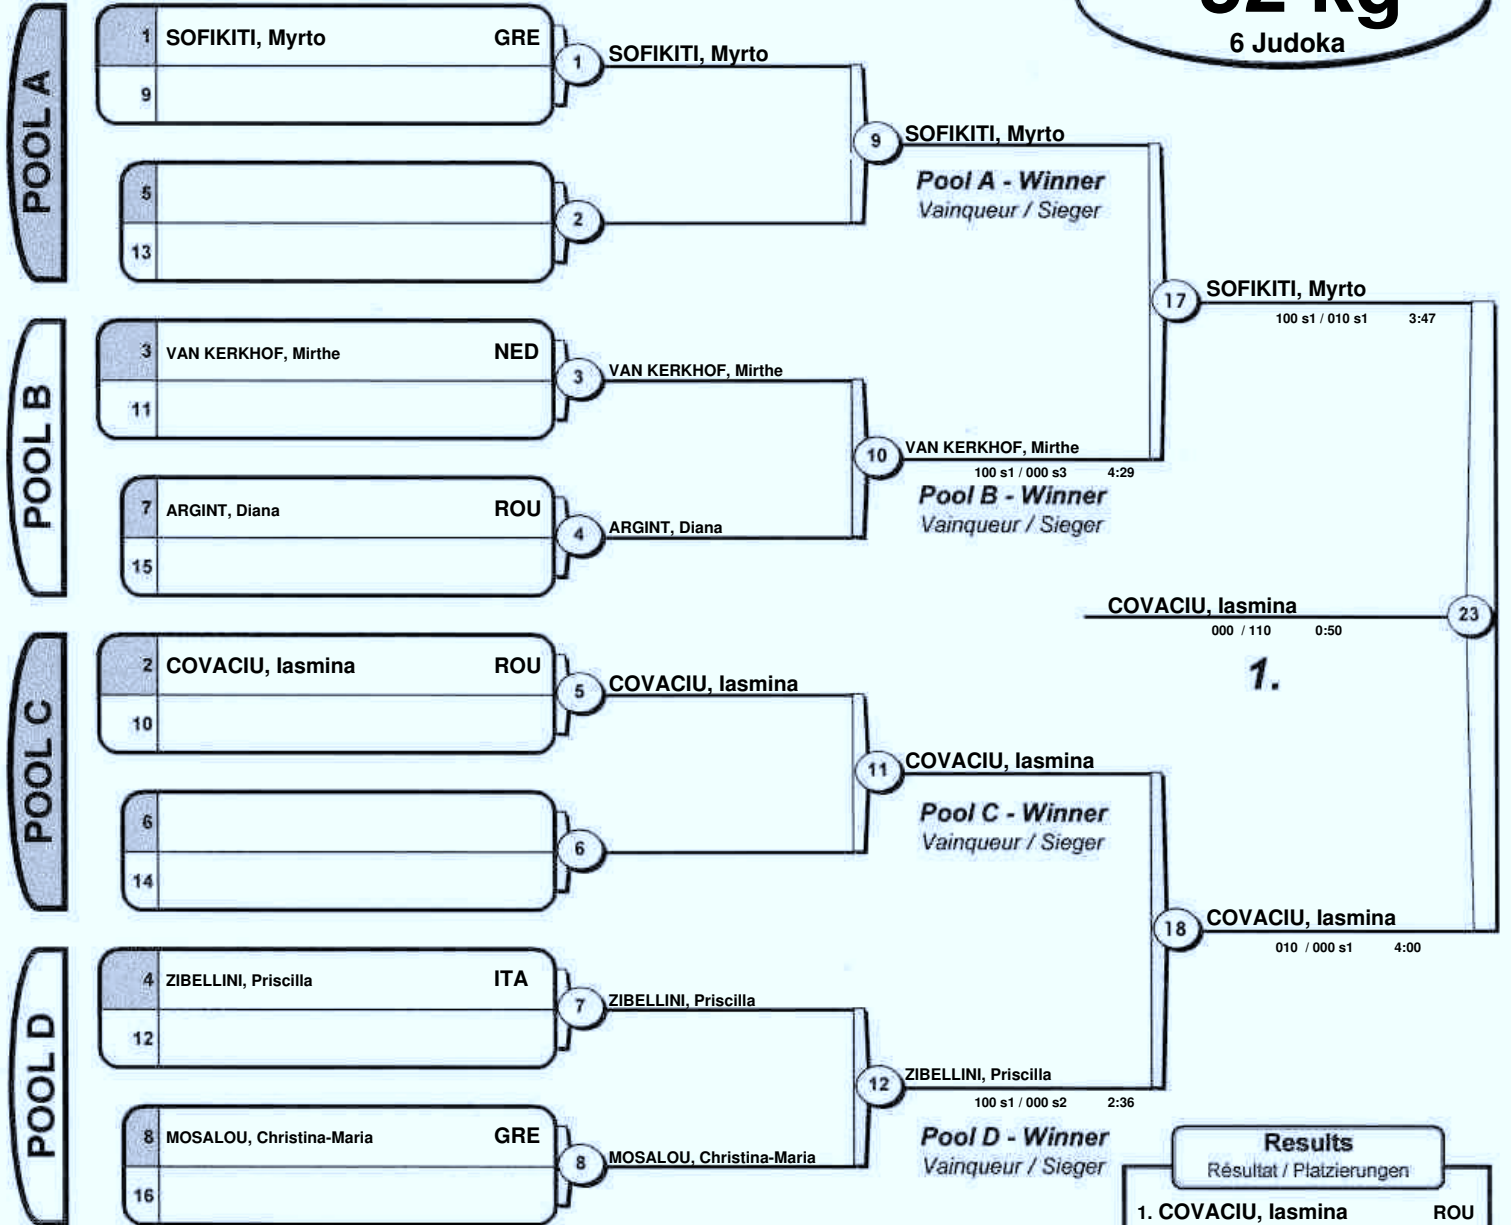 6 Judoka
POOL A
1 SOFIKITI, Myrto GRE
9
5
13
1 SOFIKITI, Myrto
2
9 SOFIKITI, Myrto
Pool A - Winner
Vainqueur / Sieger
POOL B
3 VAN KERKHOF, Mirthe NED
11
7 ARGINT, Diana ROU
15
3 VAN KERKHOF, Mirthe
4 ARGINT, Diana
10 VAN KERKHOF, Mirthe
100 s1 / 000 s3 4:29
Pool B - Winner
Vainqueur / Sieger
17 SOFIKITI, Myrto
100 s1 / 010 s1 3:47
POOL C
2 COVACIU, Iasmina ROU
10
6
14
5 COVACIU, Iasmina
6
11 COVACIU, Iasmina
Pool C - Winner
Vainqueur / Sieger
POOL D
4 ZIBELLINI, Priscilla ITA
12
8 MOSALOU, Christina-Maria GRE
16
7 ZIBELLINI, Priscilla
8 MOSALOU, Christina-Maria
12 ZIBELLINI, Priscilla
100 s1 / 000 s2 2:36
Pool D - Winner
Vainqueur / Sieger
18 COVACIU, Iasmina
010 / 000 s1 4:00
COVACIU, Iasmina 23
000 / 110 0:50
1.
Results
Résultat / Platzierungen
1. COVACIU, Iasmina ROU